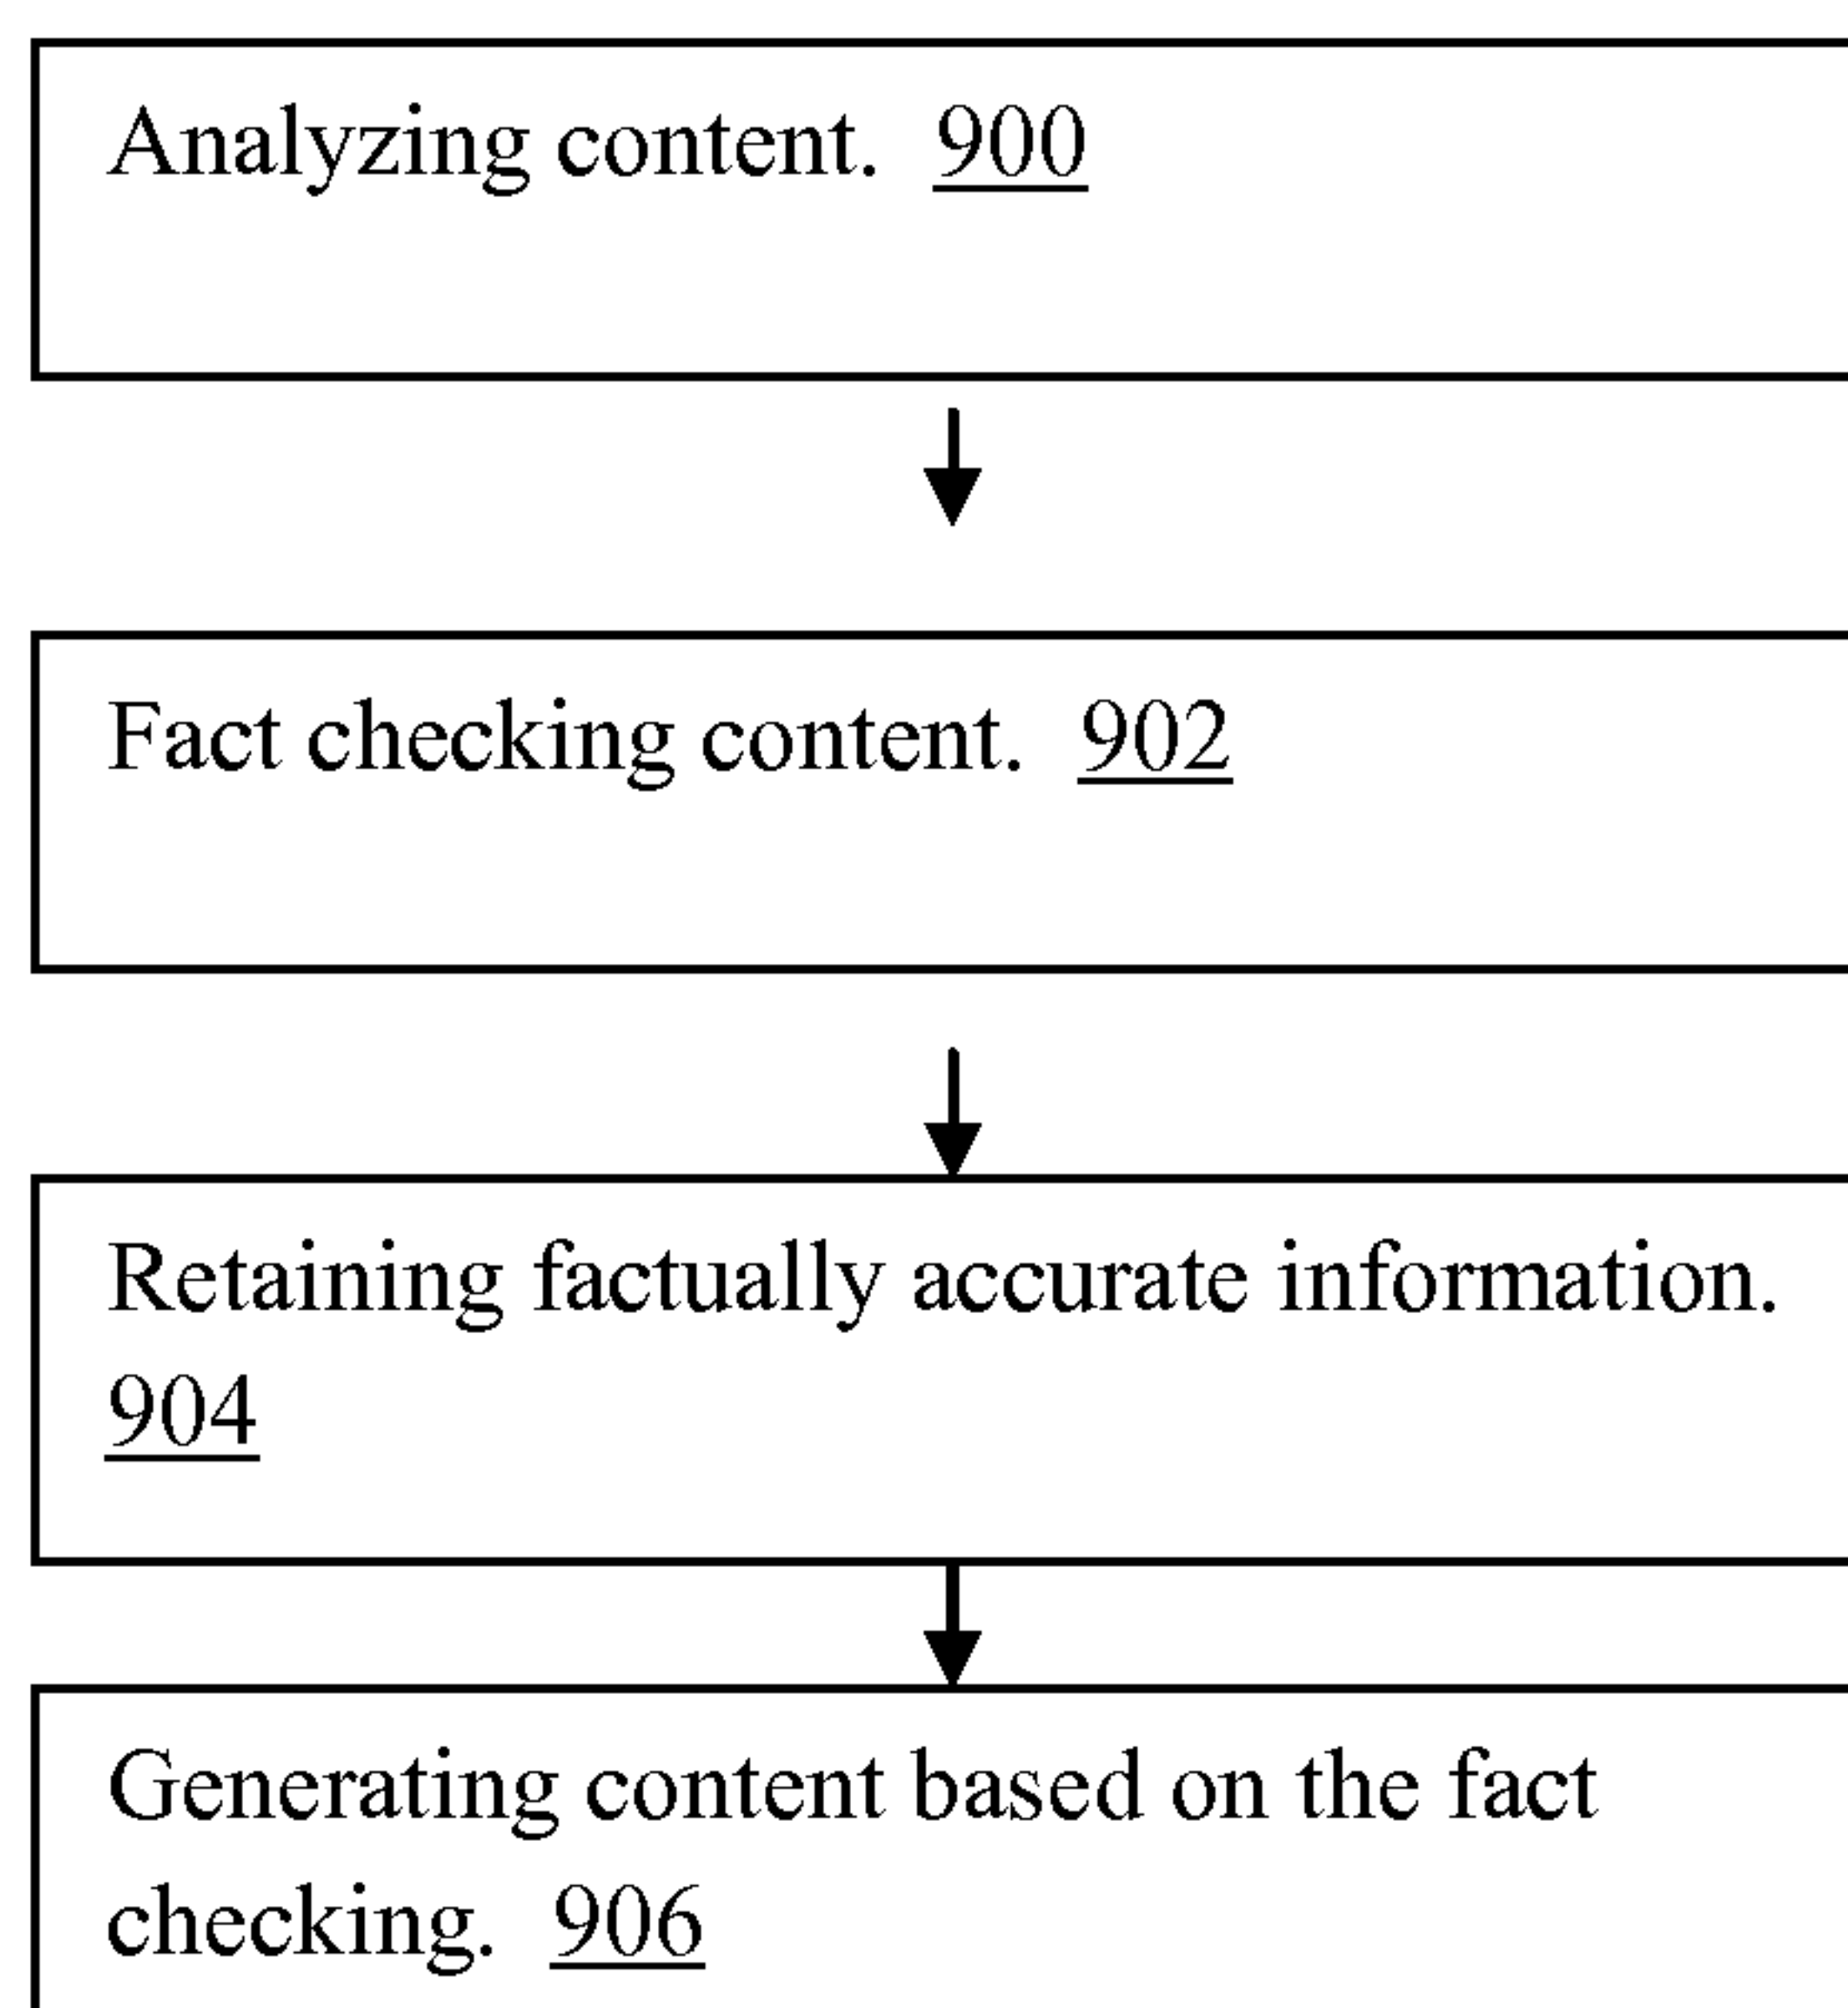 Analyzing content. 900
Fact checking content. 902
Retaining factually accurate information.
904
Generating content based on the fact
checking. 906